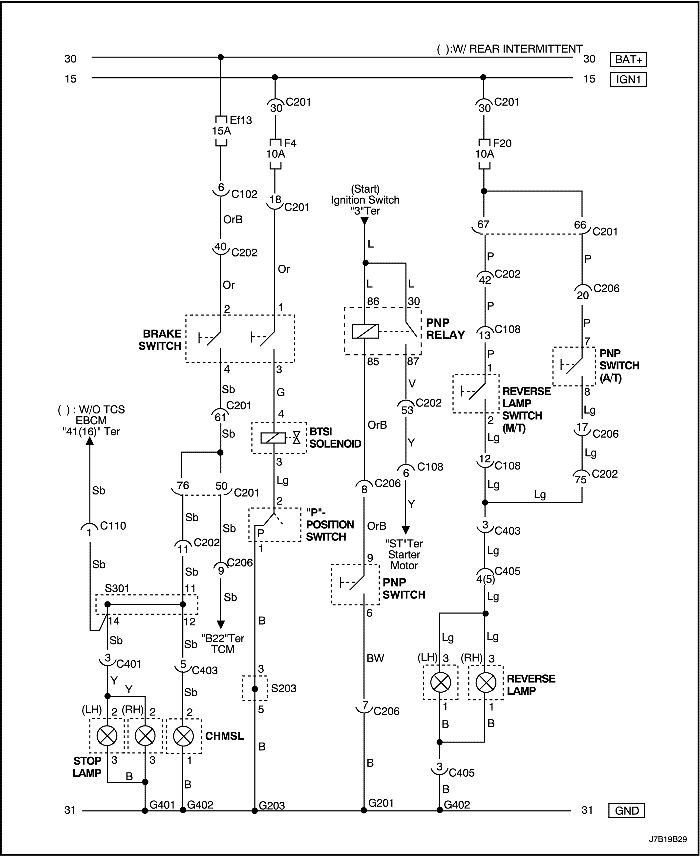 ( ):W/ REAR INTERMITTENT
30 30 BAT+
15 15 IGN1
30 C201 30 C201
Ef13
15A
F4
10A
F20
10A
6 C102
18 C201
(Start)
Ignition Switch
"3"Ter
OrB
67 66 C201
40 C202
L
P P
Or Or
42 C202
20 C206
L L
P P
2 1
86 30
BRAKE
SWITCH
PNP
RELAY
13 C108
P 7
1
PNP
SWITCH
(A/T)
4 3
85 87
Sb G
V
REVERSE
LAMP
SWITCH
(M/T)
8
Lg
( ) : W/O TCS
EBCM
"41(16)" Ter
61 C201
4
53 C202
2
17 C206
Sb
BTSI
SOLENOID
OrB Y Lg
Lg
3
12 C108
6 C108
75 C202
76 50 C201
Lg
8 C206
Lg
Lg
Sb
2
Y
"P"-
POSITION
SWITCH
P
1
Sb Sb
OrB
3 C403
1 C110
11 C202
"ST"Ter
Starter
Motor
Lg
9 C206
9
4(5) C405
Sb
Sb
Sb
PNP
SWITCH
Lg
S301 11
14 12
6
B
Sb Sb
"B22"Ter
TCM
Lg Lg
3 C401
5 C403
BW
(LH) 3 (RH) 3
REVERSE
LAMP
3
S203
5
Y Y
Sb
1 1
(LH) 2 (RH) 2 2
7 C206
B B
CHMSL
STOP
LAMP
3 3 1
B
B
B
B
3 C405
B
31 G401 G402 G203 G201 G402 31 GND
J7B19B29